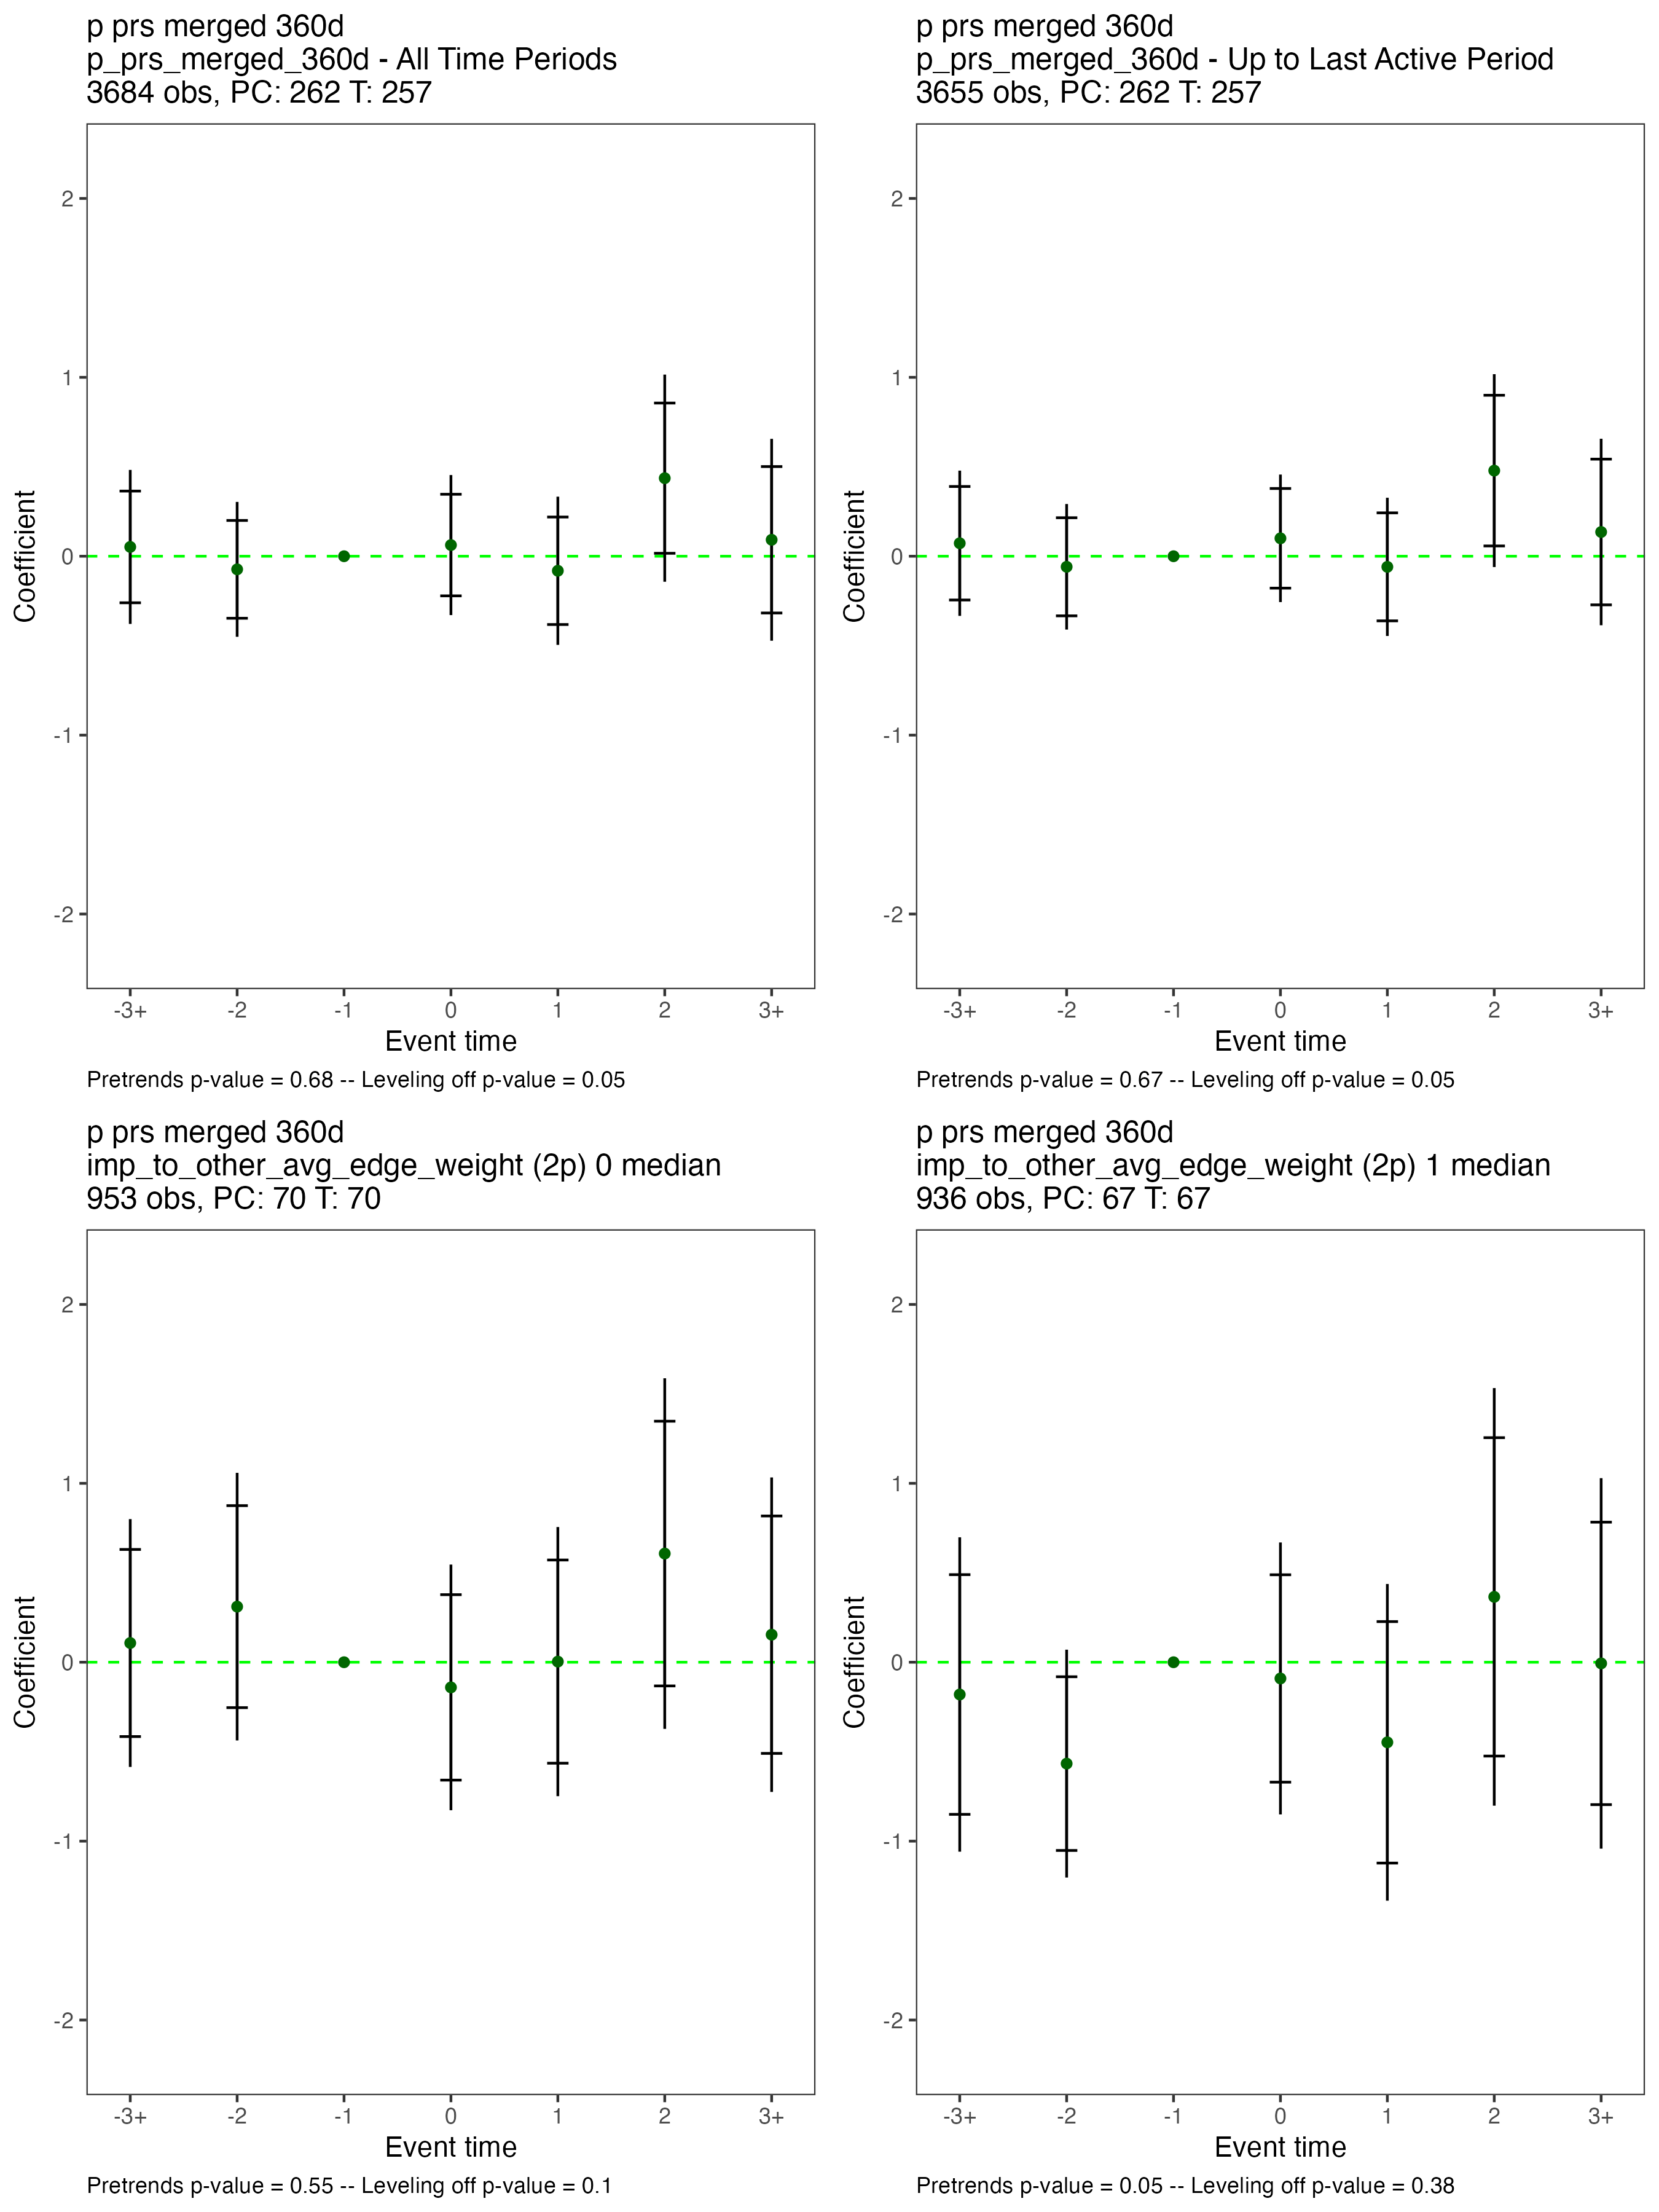 p prs merged 360d
p_prs_merged_360d - All Time Periods
3684 obs, PC: 262 T: 257
2
1
0
-1
-2
Coefficient
-3+ -2 -1 0 1 2 3+
Event time
Pretrends p-value = 0.68 -- Leveling off p-value = 0.05
p prs merged 360d
p_prs_merged_360d - Up to Last Active Period
3655 obs, PC: 262 T: 257
2
1
0
-1
-2
Coefficient
-3+ -2 -1 0 1 2 3+
Event time
Pretrends p-value = 0.67 -- Leveling off p-value = 0.05
p prs merged 360d
imp_to_other_avg_edge_weight (2p) 0 median
953 obs, PC: 70 T: 70
2
1
0
-1
-2
Coefficient
-3+ -2 -1 0 1 2 3+
Event time
Pretrends p-value = 0.55 -- Leveling off p-value = 0.1
p prs merged 360d
imp_to_other_avg_edge_weight (2p) 1 median
936 obs, PC: 67 T: 67
2
1
0
-1
-2
Coefficient
-3+ -2 -1 0 1 2 3+
Event time
Pretrends p-value = 0.05 -- Leveling off p-value = 0.38